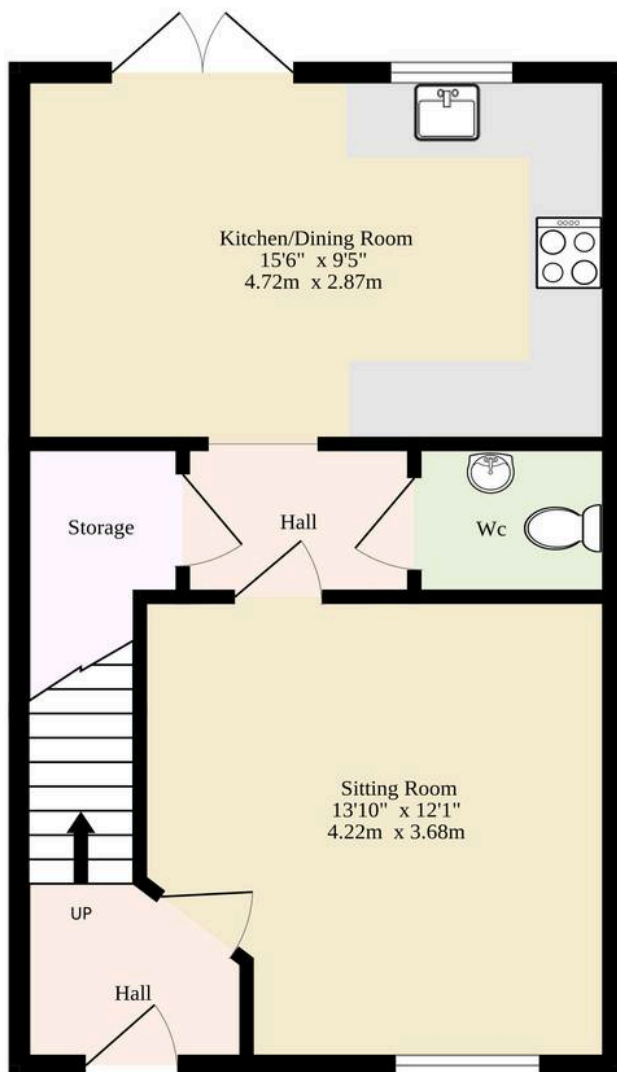 Kitchen/Dining Room
15'6" x 9'5"
4.72m x 2.87m
Storage
Hall
Wc
Sitting Room
13'10" x 12'1"
4.22m x 3.68m
UP
Hall